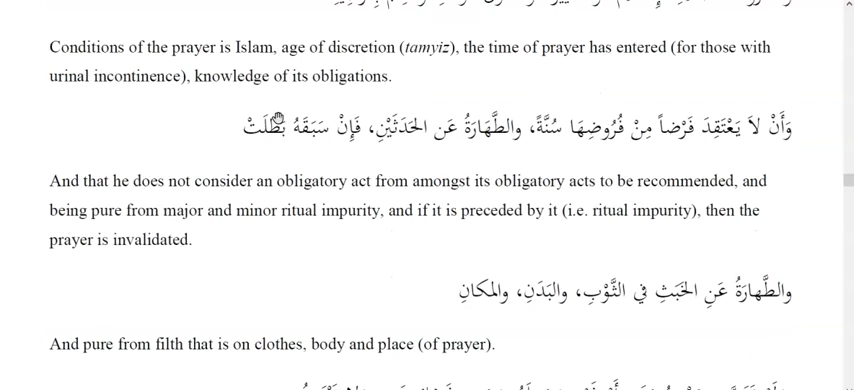 Conditions of the prayer is Islam, age of discretion (tamyiz), the time of prayer has entered (for those with
urinal incontinence), knowledge of its obligations.
وَأَنْ لاَ يَعْتَقِدَ فَرْضاً مِنْ فُرُوضِهَا سُنَّةً، والطَّهَارَةُ عَن الحَدَثَيْنِ، فَإِنْ سَبَقَهُ بَطَلَتْ
And that he does not consider an obligatory act from amongst its obligatory acts to be recommended, and
being pure from major and minor ritual impurity, and if it is preceded by it (i.e. ritual impurity), then the
prayer is invalidated.
والطَّهارَةُ عَنِ الخَبَثِ في الثَّوْبِ، والبَدَنِ، والمكانِ
And pure from filth that is on clothes, body and place (of prayer).